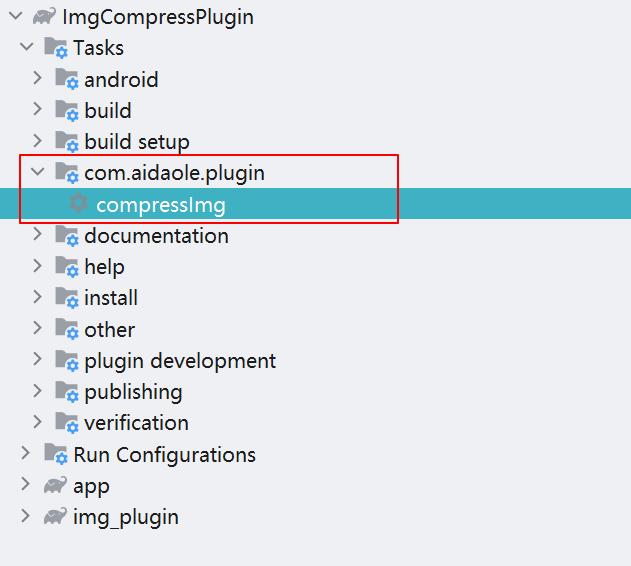 ImgCompressPlugin
Tasks
android
build
build setup
com.aidaole.plugin
compressImg
documentation
help
install
other
plugin development
publishing
verification
Run Configurations
app
img_plugin